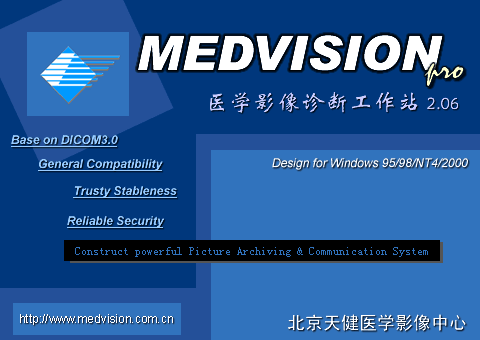 MEDVISION
pro
医学影像诊断工作站 2.06
Base on DICOM3.0
General Compatibility
Design for Windows 95/98/NT4/2000
Trusty Stableness
Reliable Security
Construct powerful Picture Archiving & Communication System
http://www.medvision.com.cn
北京天健医学影像中心